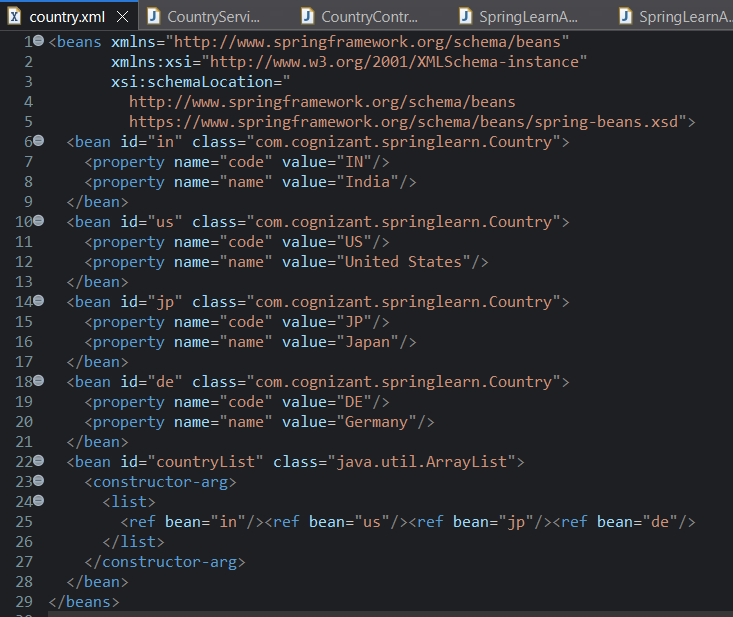 country.xml CountryServi... CountryContr... SpringLearnA... SpringLearnA...
1 <beans xmlns="http://www.springframework.org/schema/beans"
2 xmlns:xsi="http://www.w3.org/2001/XMLSchema-instance"
3 xsi:schemaLocation="
4 http://www.springframework.org/schema/beans
5 https://www.springframework.org/schema/beans/spring-beans.xsd">
6 <bean id="in" class="com.cognizant.springlearn.Country">
7 <property name="code" value="IN"/>
8 <property name="name" value="India"/>
9 </bean>
10 <bean id="us" class="com.cognizant.springlearn.Country">
11 <property name="code" value="US"/>
12 <property name="name" value="United States"/>
13 </bean>
14 <bean id="jp" class="com.cognizant.springlearn.Country">
15 <property name="code" value="JP"/>
16 <property name="name" value="Japan"/>
17 </bean>
18 <bean id="de" class="com.cognizant.springlearn.Country">
19 <property name="code" value="DE"/>
20 <property name="name" value="Germany"/>
21 </bean>
22 <bean id="countryList" class="java.util.ArrayList">
23 <constructor-arg>
24 <list>
25 <ref bean="in"/><ref bean="us"/><ref bean="jp"/><ref bean="de"/>
26 </list>
27 </constructor-arg>
28 </bean>
29 </beans>